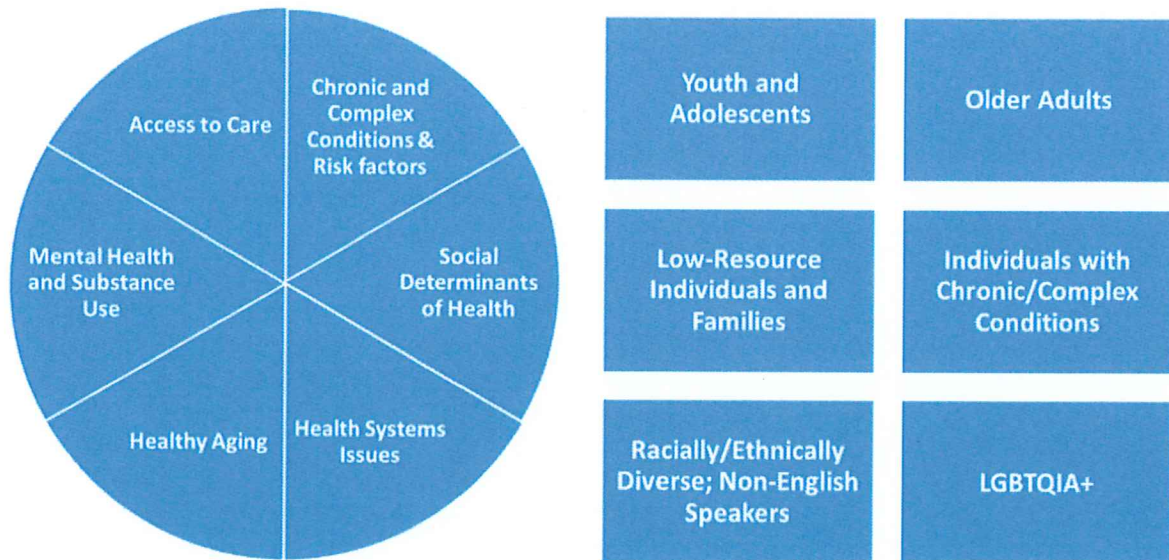 Access to Care
Chronic and
Complex
Conditions &
Risk factors
Mental Health
and Substance
Use
Social
Determinants
of Health
Healthy Aging
Health Systems
Issues
Youth and
Adolescents
Older Adults
Low-Resource
Individuals and
Families
Individuals with
Chronic/Complex
Conditions
Racially/Ethnically
Diverse; Non-English
Speakers
LGBTQIA+